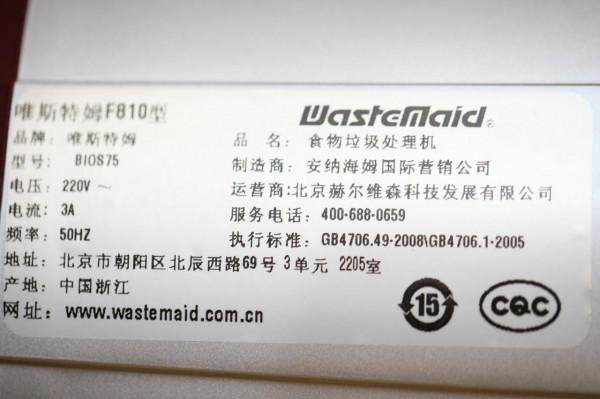 唯斯特姆F810型
WasteMaid®
品牌: 唯斯特姆
品 名: 食物垃圾处理机
型号: BIOS75
制造商: 安纳海姆国际营销公司
电压: 220V ～
运营商:北京赫尔维森科技发展有限公司
电流: 3A
服务电话: 400-688-0659
频率: 50HZ
执行标准: GB4706.49-2008\GB4706.1-2005
地址: 北京市朝阳区北辰西路69号 3单元 2205室
产地: 中国浙江
网址: www.wastemaid.com.cn
15
CQC